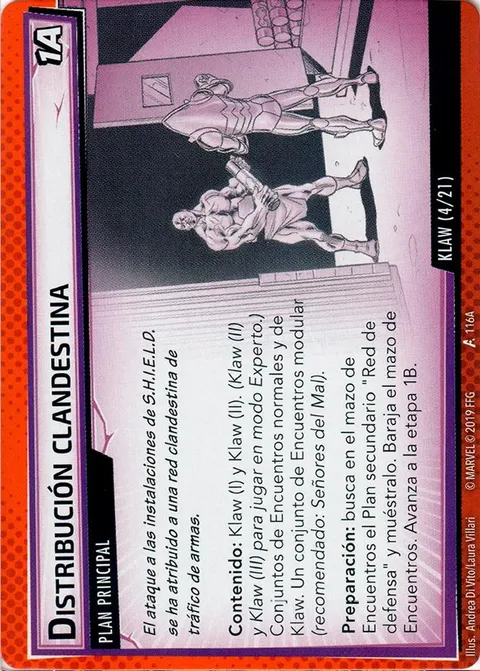 1A
DISTRIBUCIÓN CLANDESTINA
PLAN PRINCIPAL
El ataque a las instalaciones de S.H.I.E.L.D.
se ha atribuido a una red clandestina de
tráfico de armas.
Contenido: Klaw (I) y Klaw (II). (Klaw (II)
y Klaw (III) para jugar en modo Experto.)
Conjuntos de Encuentros normales y de
Klaw. Un conjunto de Encuentros modular
(recomendado: Señores del Mal).
Preparación: busca en el mazo de
Encuentros el Plan secundario "Red de
defensa" y muéstralo. Baraja el mazo de
Encuentros. Avanza a la etapa 1B.
KLAW (4/21)
Illus. Andrea Di Vito/Laura Villari © MARVEL © 2019 FFG 116A